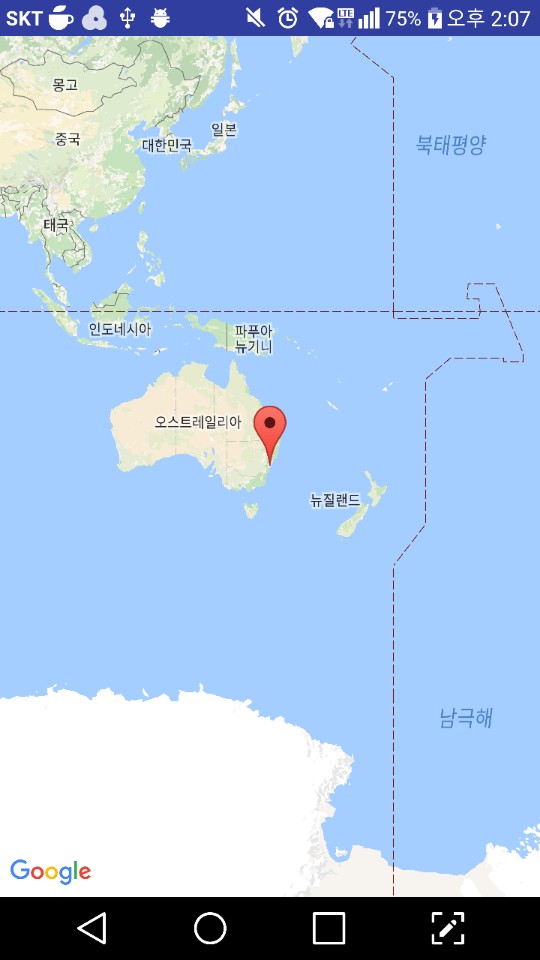 SKT
LTE
75%
오후 2:07
몽고
중국
일본
대한민국
북태평양
태국
인도네시아
파푸아
뉴기니
오스트레일리아
뉴질랜드
남극해
Google